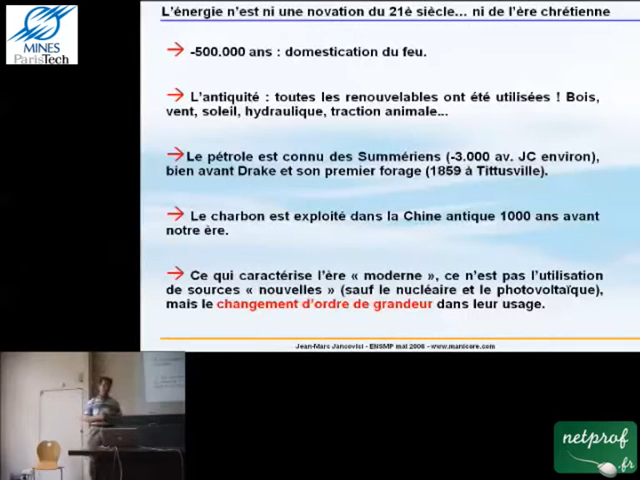 L'énergie n'est ni une novation du 21è siècle... ni de l'ère chrétienne
MINES
ParisTech
→ -500.000 ans : domestication du feu.
→ L'antiquité : toutes les renouvelables ont été utilisées ! Bois,
vent, soleil, hydraulique, traction animale...
→ Le pétrole est connu des Summériens (-3.000 av. JC environ),
bien avant Drake et son premier forage (1859 à Tittusville).
→ Le charbon est exploité dans la Chine antique 1000 ans avant
notre ère.
→ Ce qui caractérise l'ère « moderne », ce n'est pas l'utilisation
de sources « nouvelles » (sauf le nucléaire et le photovoltaïque),
mais le changement d'ordre de grandeur dans leur usage.
Jean-Marc Jancovici - ENSMP mai 2008 - www.manicore.com
netprof
.fr